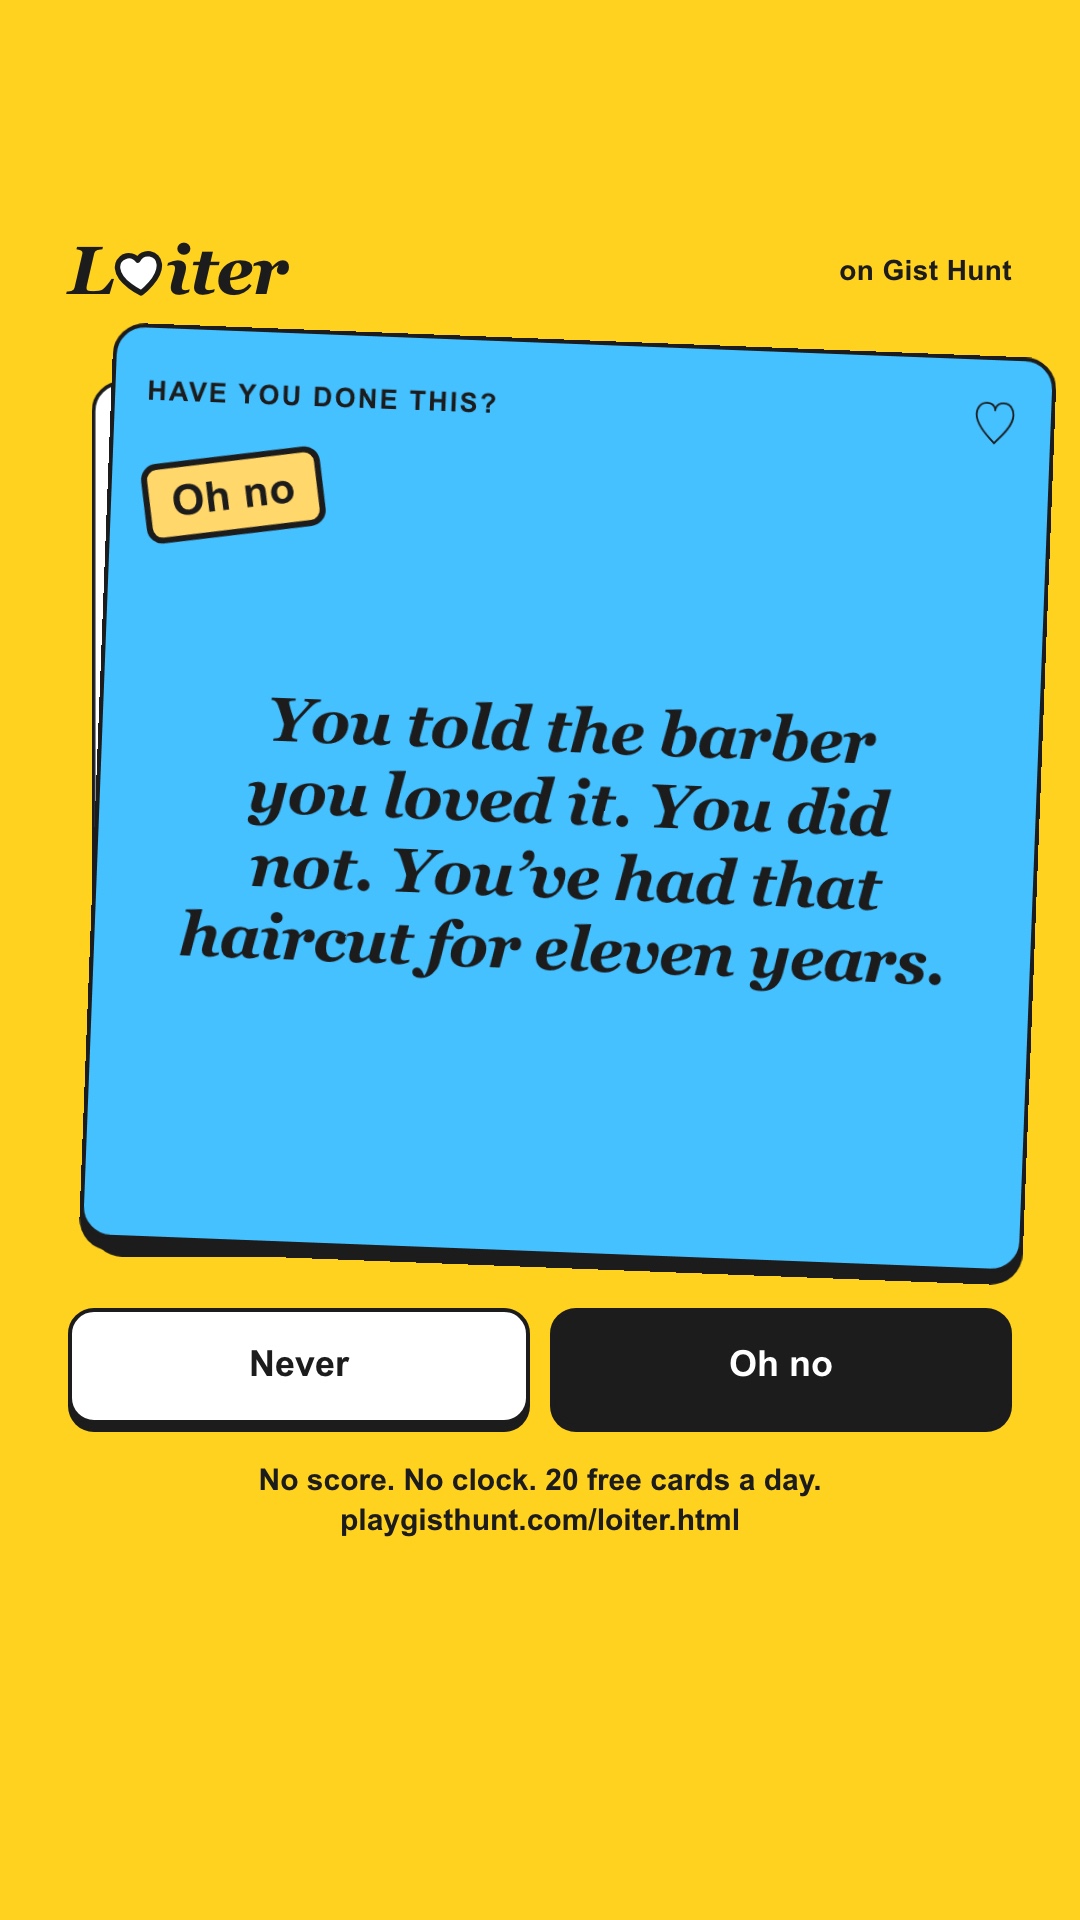 Loiter
on Gist Hunt
HAVE YOU DONE THIS?
Oh no
You told the barber
you loved it. You did
not. You’ve had that
haircut for eleven years.
Never
Oh no
No score. No clock. 20 free cards a day.
playgisthunt.com/loiter.html